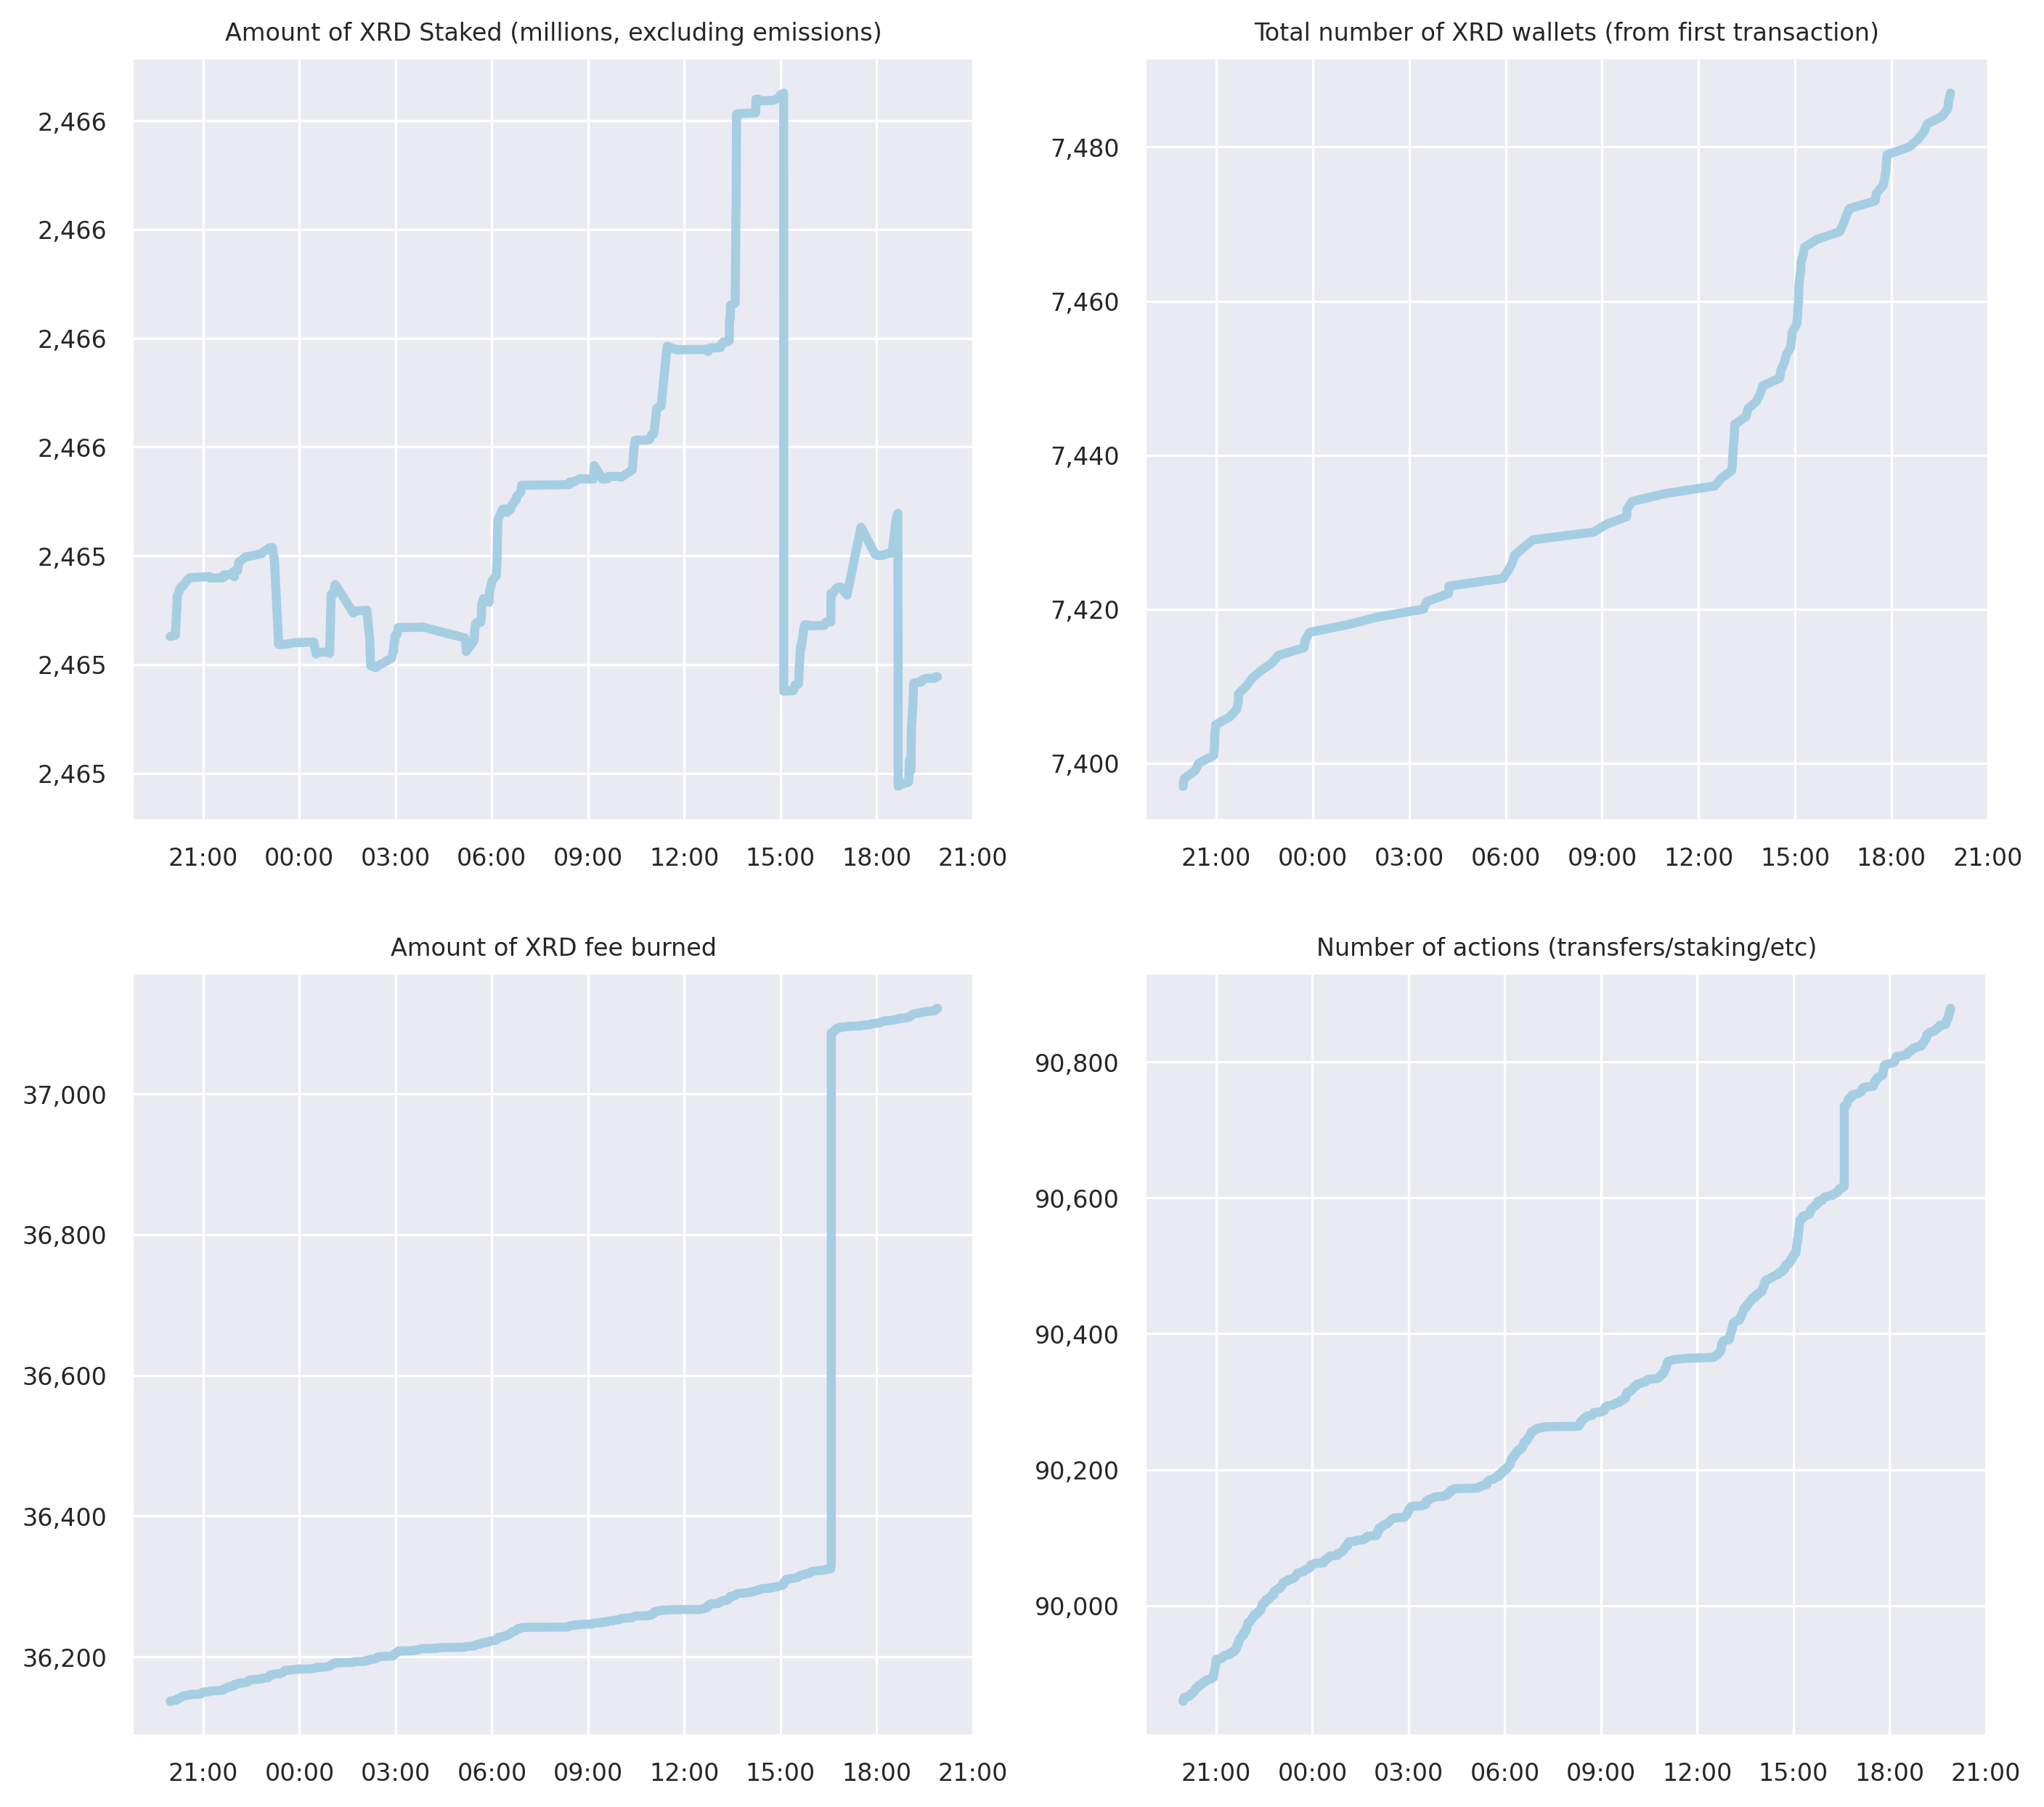 Amount of XRD Staked (millions, excluding emissions)
2,466
2,466
2,466
2,466
2,465
2,465
2,465
21:00 00:00 03:00 06:00 09:00 12:00 15:00 18:00 21:00
Total number of XRD wallets (from first transaction)
7,480
7,460
7,440
7,420
7,400
21:00 00:00 03:00 06:00 09:00 12:00 15:00 18:00 21:00
Amount of XRD fee burned
37,000
36,800
36,600
36,400
36,200
21:00 00:00 03:00 06:00 09:00 12:00 15:00 18:00 21:00
Number of actions (transfers/staking/etc)
90,800
90,600
90,400
90,200
90,000
21:00 00:00 03:00 06:00 09:00 12:00 15:00 18:00 21:00